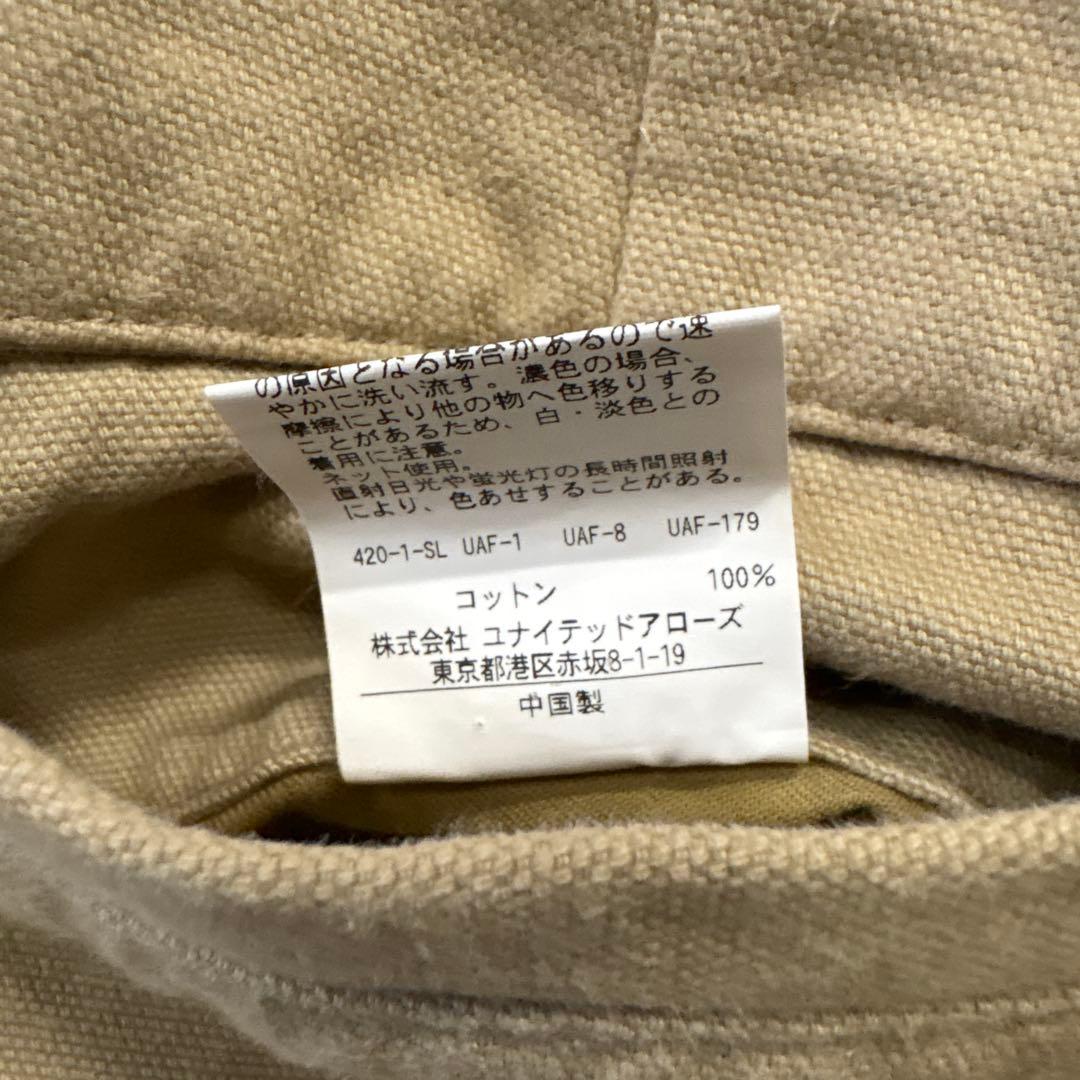 の原因となる場合があるので速
やかに洗い流す。濃色の場合、
摩擦により他の物へ色移りする
ことがあるため、白・淡色との
着用に注意。
ネット使用。
直射日光や蛍光灯の長時間照射
により、色あせすることがある。
420-1-SL UAF-1 UAF-8 UAF-179
コットン 100%
株式会社 ユナイテッドアローズ
東京都港区赤坂8-1-19
中国製